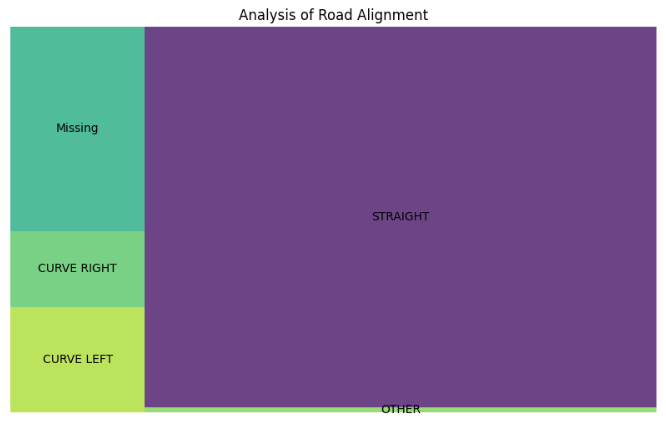 Analysis of Road Alignment
Missing
STRAIGHT
CURVE RIGHT
CURVE LEFT
OTHER